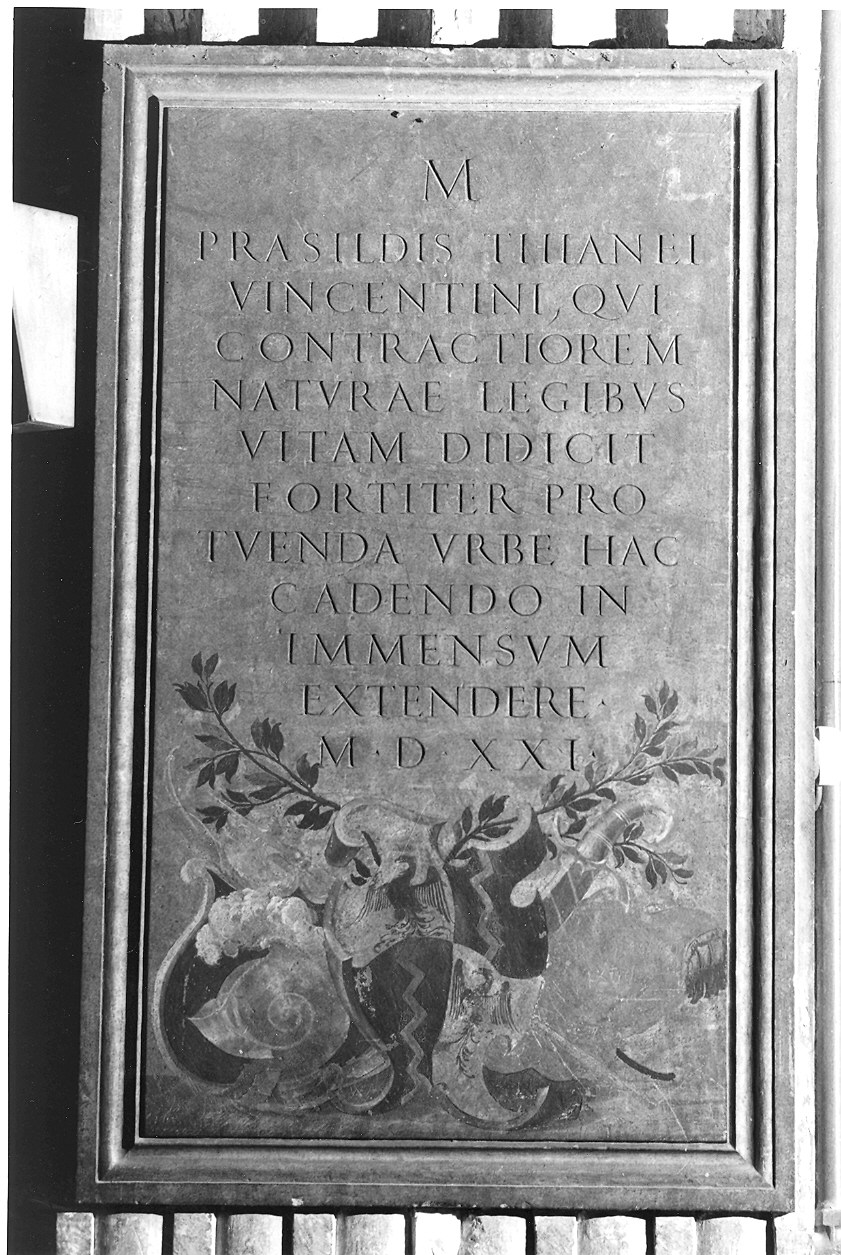 M
PRASILDIS THIANEI
VINCENTINI, QVI
CONTRACTIOREM
NATVRAE LEGIBVS
VITAM DIDICIT
FORTITER PRO
TVENDA VRBE HAC
CADENDO IN
IMMENSVM
EXTENDERE·
M·D·XXI·